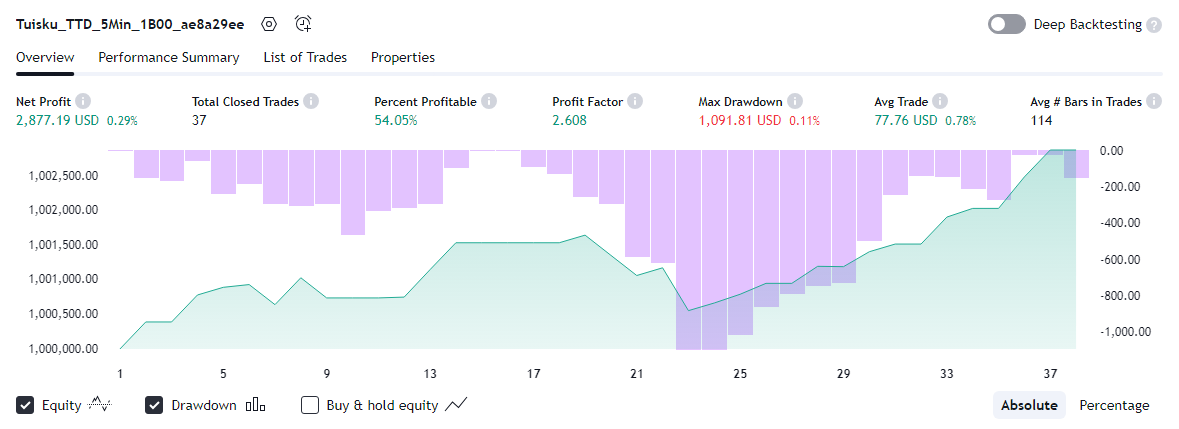 Tuisku_TTD_5Min_1B00_ae8a29ee
Deep Backtesting ?
Overview Performance Summary List of Trades Properties
Net Profit i Total Closed Trades i Percent Profitable i Profit Factor i Max Drawdown i Avg Trade i Avg # Bars in Trades i
2,877.19 USD 0.29% 37 54.05% 2.608 1,091.81 USD 0.11% 77.76 USD 0.78% 114
0.00
1,002,500.00
-200.00
1,002,000.00
-400.00
1,001,500.00
-600.00
1,001,000.00
-800.00
1,000,500.00
-1,000.00
1,000,000.00
1 5 9 13 17 21 25 29 33 37
Equity Drawdown Buy & hold equity Absolute Percentage